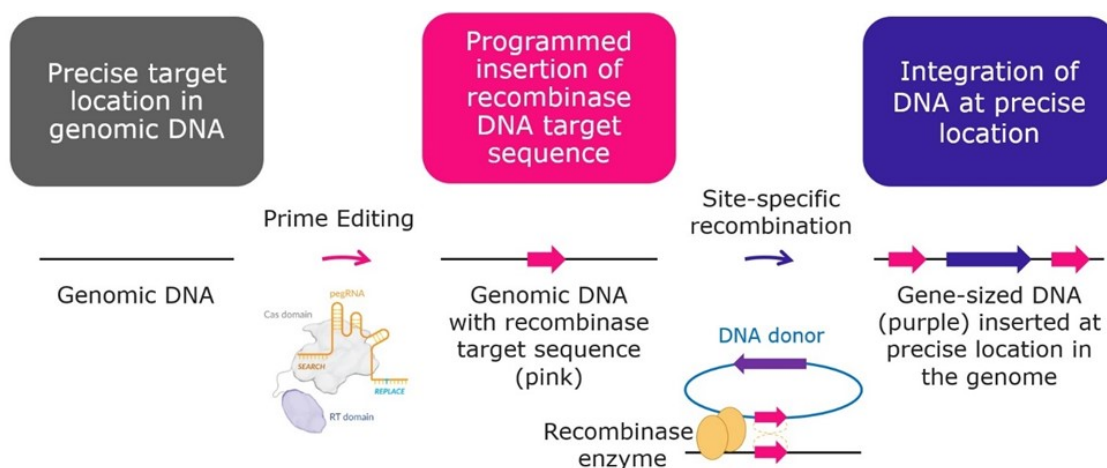 Precise target
location in
genomic DNA
Programmed
insertion of
recombinase
DNA target
sequence
Integration of
DNA at precise
location
Prime Editing
Site-specific
recombination
Genomic DNA
pegRNA
Cas domain
SEARCH
REPLACE
RT domain
Genomic DNA
with recombinase
target sequence
(pink)
DNA donor
Recombinase
enzyme
Gene-sized DNA
(purple) inserted at
precise location in
the genome